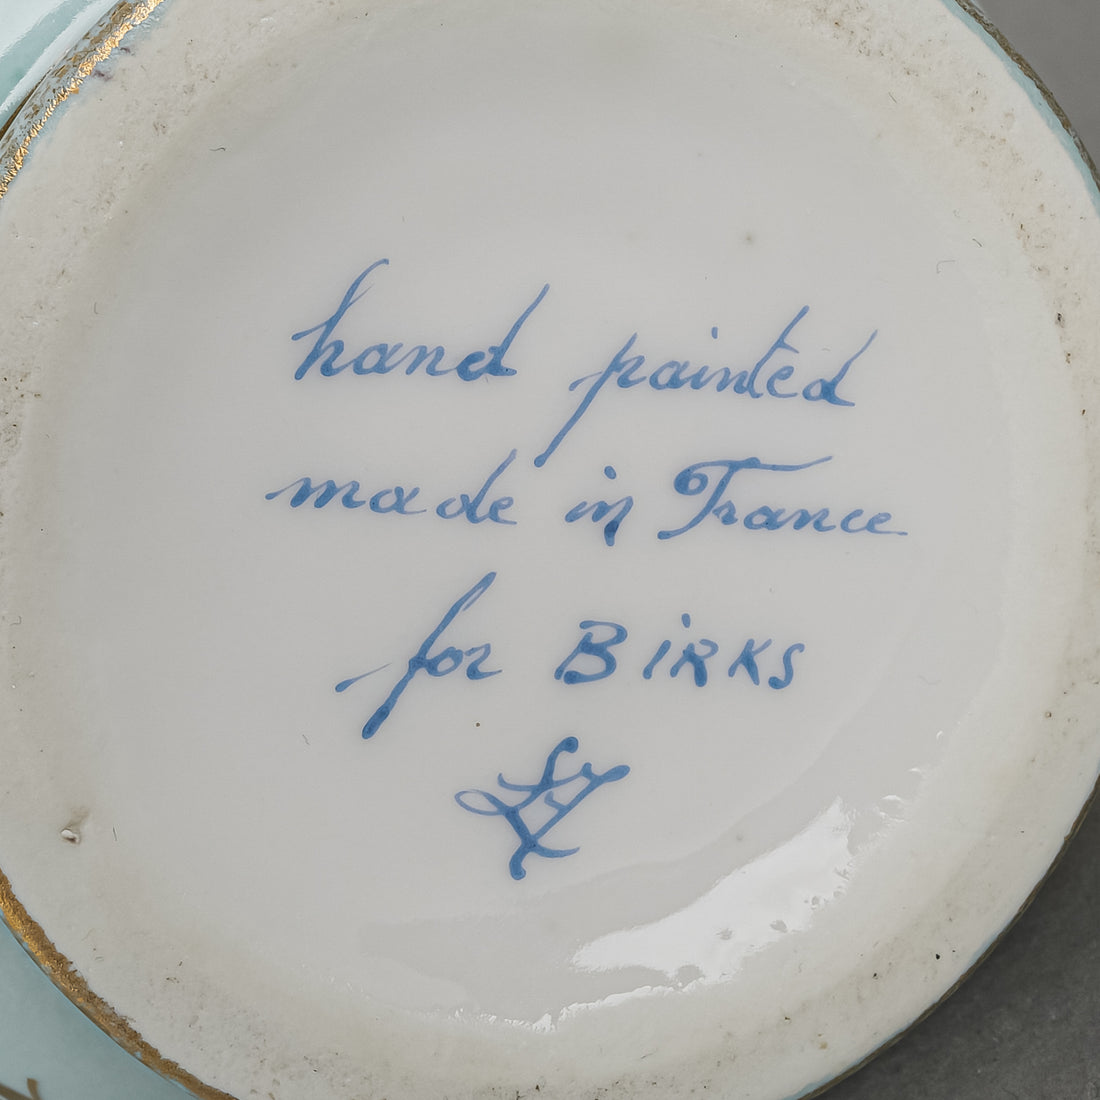 hand painted
made in France
for BiRKS